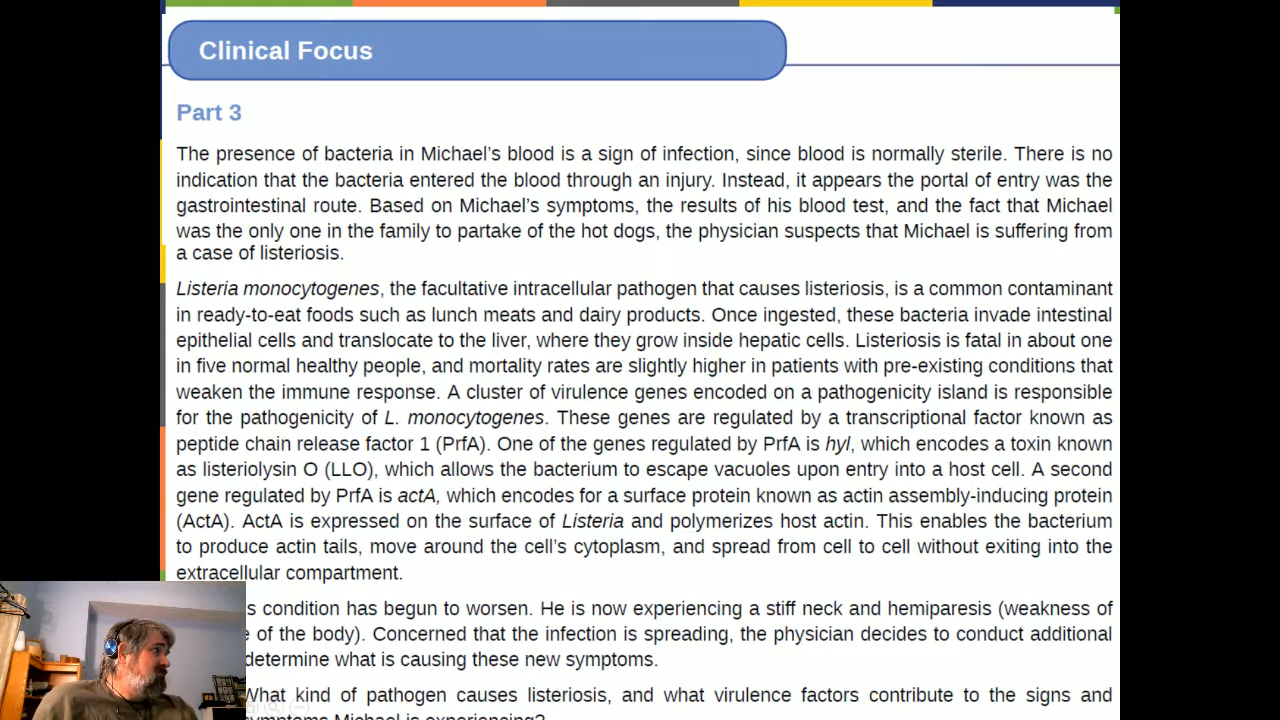 Clinical Focus
Part 3
The presence of bacteria in Michael’s blood is a sign of infection, since blood is normally sterile. There is no
indication that the bacteria entered the blood through an injury. Instead, it appears the portal of entry was the
gastrointestinal route. Based on Michael’s symptoms, the results of his blood test, and the fact that Michael
was the only one in the family to partake of the hot dogs, the physician suspects that Michael is suffering from
a case of listeriosis.
Listeria monocytogenes, the facultative intracellular pathogen that causes listeriosis, is a common contaminant
in ready-to-eat foods such as lunch meats and dairy products. Once ingested, these bacteria invade intestinal
epithelial cells and translocate to the liver, where they grow inside hepatic cells. Listeriosis is fatal in about one
in five normal healthy people, and mortality rates are slightly higher in patients with pre-existing conditions that
weaken the immune response. A cluster of virulence genes encoded on a pathogenicity island is responsible
for the pathogenicity of L. monocytogenes. These genes are regulated by a transcriptional factor known as
peptide chain release factor 1 (PrfA). One of the genes regulated by PrfA is hyl, which encodes a toxin known
as listeriolysin O (LLO), which allows the bacterium to escape vacuoles upon entry into a host cell. A second
gene regulated by PrfA is actA, which encodes for a surface protein known as actin assembly-inducing protein
(ActA). ActA is expressed on the surface of Listeria and polymerizes host actin. This enables the bacterium
to produce actin tails, move around the cell’s cytoplasm, and spread from cell to cell without exiting into the
extracellular compartment.
condition has begun to worsen. He is now experiencing a stiff neck and hemiparesis (weakness of
of the body). Concerned that the infection is spreading, the physician decides to conduct additional
determine what is causing these new symptoms.
What kind of pathogen causes listeriosis, and what virulence factors contribute to the signs and
symptoms Michael is experiencing?